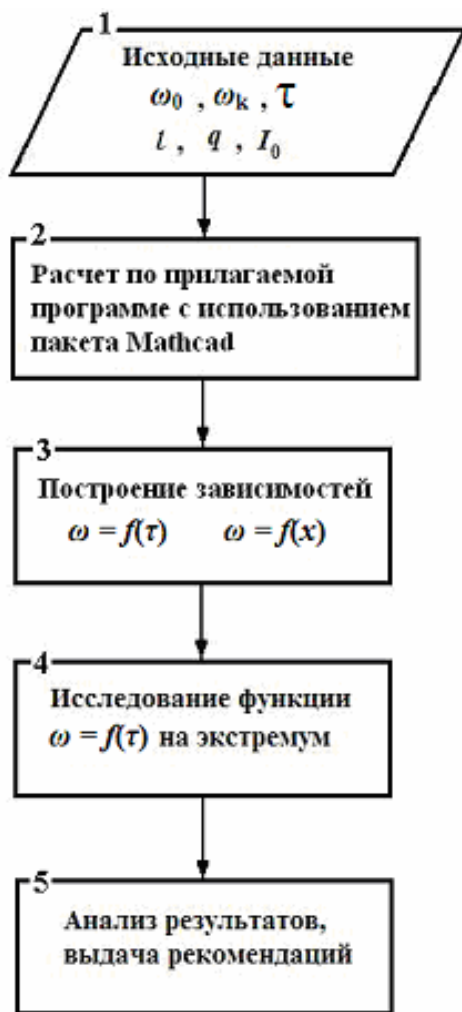 1
Исходные данные
ω₀ , ωₖ , τ
ι , q , I₀
2
Расчет по прилагаемой
программе с использованием
пакета Mathcad
3
Построение зависимостей
ω = f(τ) ω = f(x)
4
Исследование функции
ω = f(τ) на экстремум
5
Анализ результатов,
выдача рекомендаций